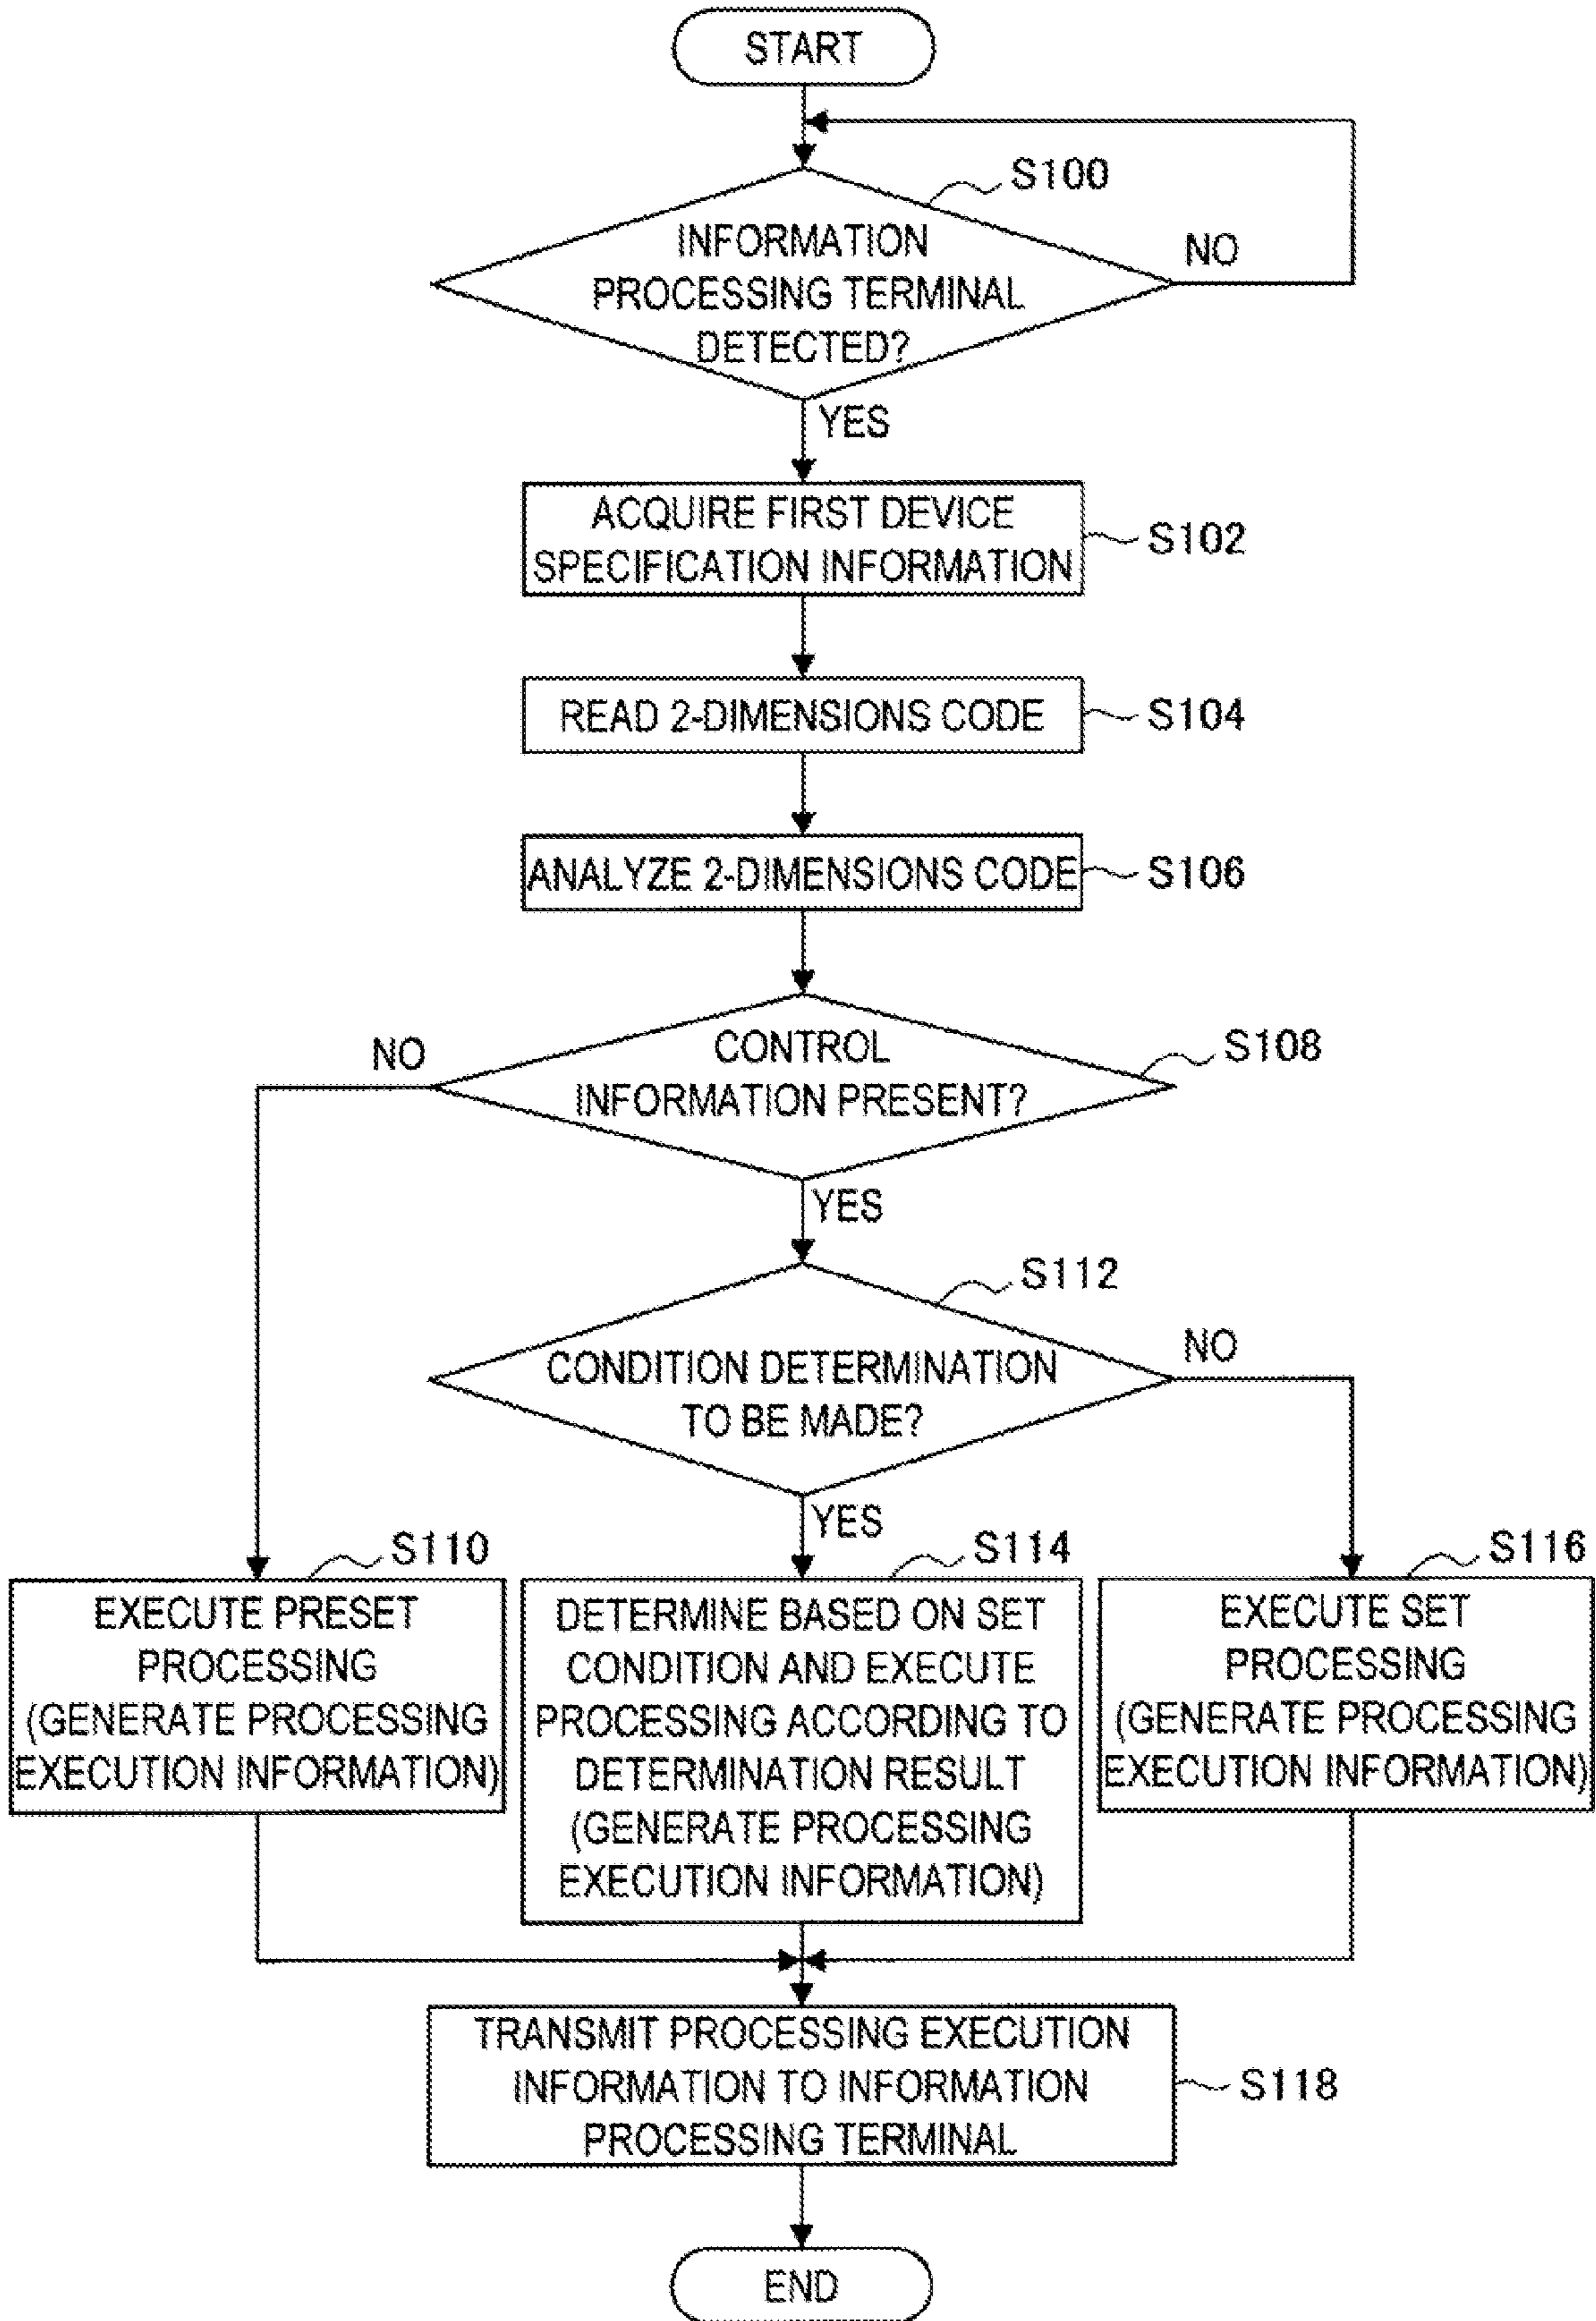 START
S100
INFORMATION
PROCESSING TERMINAL
DETECTED?
NO
YES
ACQUIRE FIRST DEVICE
SPECIFICATION INFORMATION
S102
READ 2-DIMENSIONS CODE
S104
ANALYZE 2-DIMENSIONS CODE
S106
CONTROL
INFORMATION PRESENT?
S108
NO
YES
S112
CONDITION DETERMINATION
TO BE MADE?
NO
YES
S110
EXECUTE PRESET
PROCESSING
(GENERATE PROCESSING
EXECUTION INFORMATION)
S114
DETERMINE BASED ON SET
CONDITION AND EXECUTE
PROCESSING ACCORDING TO
DETERMINATION RESULT
(GENERATE PROCESSING
EXECUTION INFORMATION)
S116
EXECUTE SET
PROCESSING
(GENERATE PROCESSING
EXECUTION INFORMATION)
TRANSMIT PROCESSING EXECUTION
INFORMATION TO INFORMATION
PROCESSING TERMINAL
S118
END